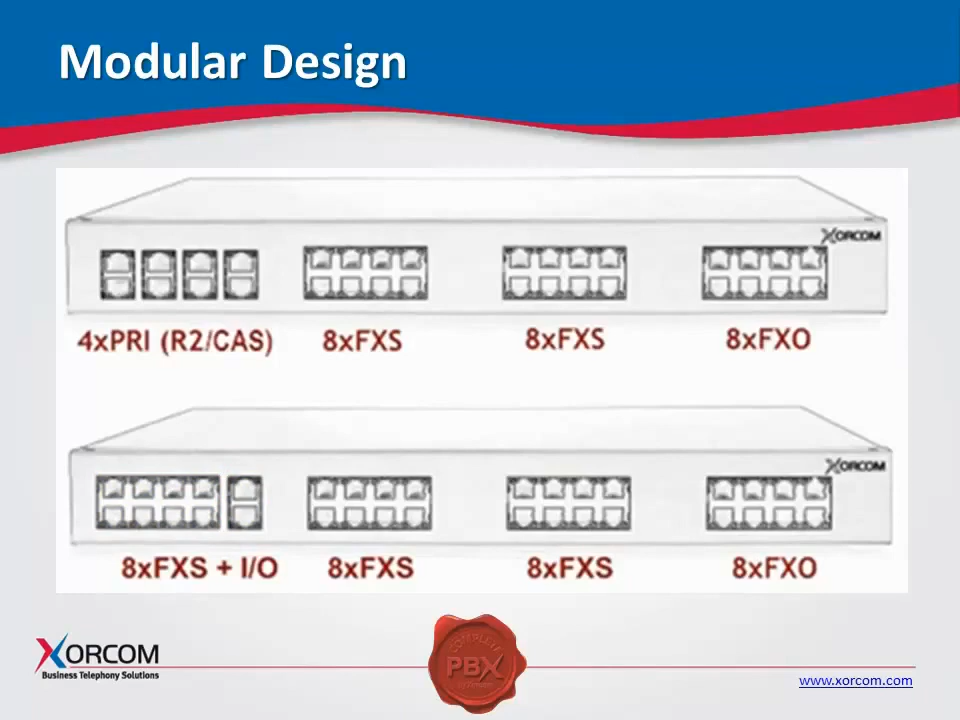 Modular Design
XORCOM
4xPRI (R2/CAS) 8xFXS 8xFXS 8xFXO
XORCOM
8xFXS + I/O 8xFXS 8xFXS 8xFXO
XORCOM
Business Telephony Solutions
COMPLETE
PBX
www.xorcom.com